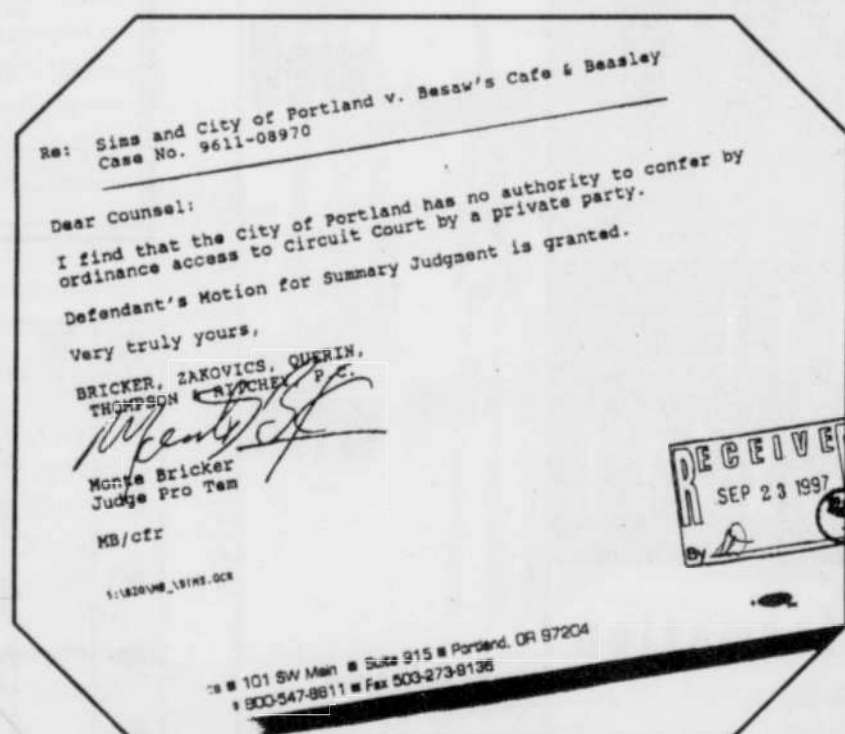 Re: Sims and City of Portland v. Besaw's Cafe & Beasley
Case No. 9611-08970
Dear Counsel:
I find that the City of Portland has no authority to confer by
ordinance access to Circuit Court by a private party.
Defendant's Motion for Summary Judgment is granted.
Very truly yours,
BRICKER, ZAKOVICS, QUERIN,
THOMPSON & RITCHEY, P.C.
Monte Bricker
Judge Pro Tem
MB/cfr
RECEIVED
SEP 23 1997
By
■ 101 SW Main ■ Suite 915 ■ Portland, OR 97204
800-547-8811 ■ Fax 503-273-9136